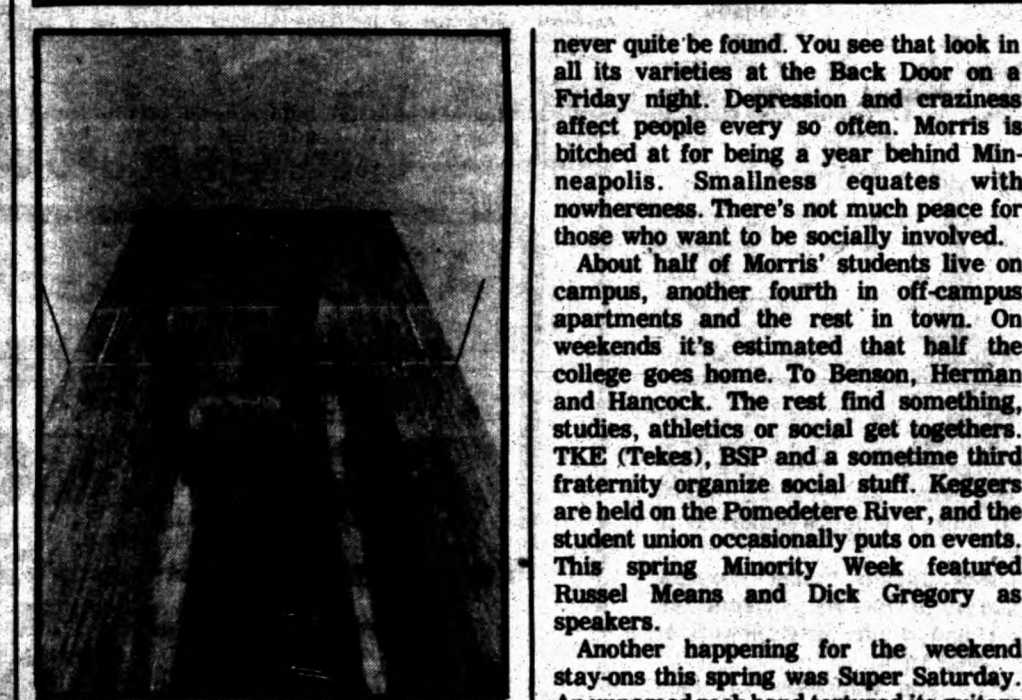 never quite be found. You see that look in
all its varieties at the Back Door on a
Friday night. Depression and craziness
affect people every so often. Morris is
bitched at for being a year behind Min-
neapolis. Smallness equates with
nowhereness. There's not much peace for
those who want to be socially involved.
About half of Morris' students live on
campus, another fourth in off-campus
apartments and the rest in town. On
weekends it's estimated that half the
college goes home. To Benson, Herman
and Hancock. The rest find something,
studies, athletics or social get togethers.
TKE (Tekes), BSP and a sometime third
fraternity organize social stuff. Keggers
are held on the Pomedetere River, and the
student union occasionally puts on events.
This spring Minority Week featured
Russel Means and Dick Gregory as
speakers.
Another happening for the weekend
stay-ons this spring was Super Saturday.